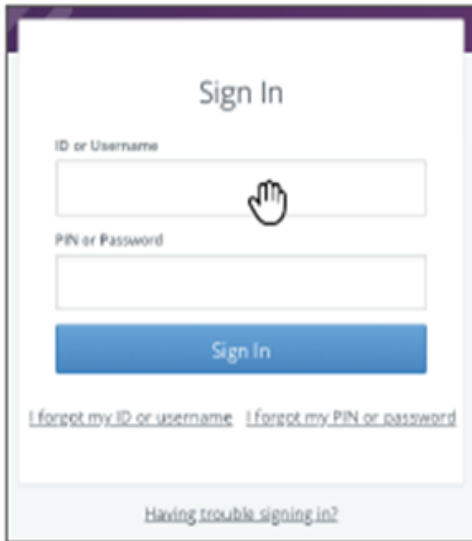 Sign In
ID or Username
PIN or Password
Sign In
I forgot my ID or username I forgot my PIN or password
Having trouble signing in?